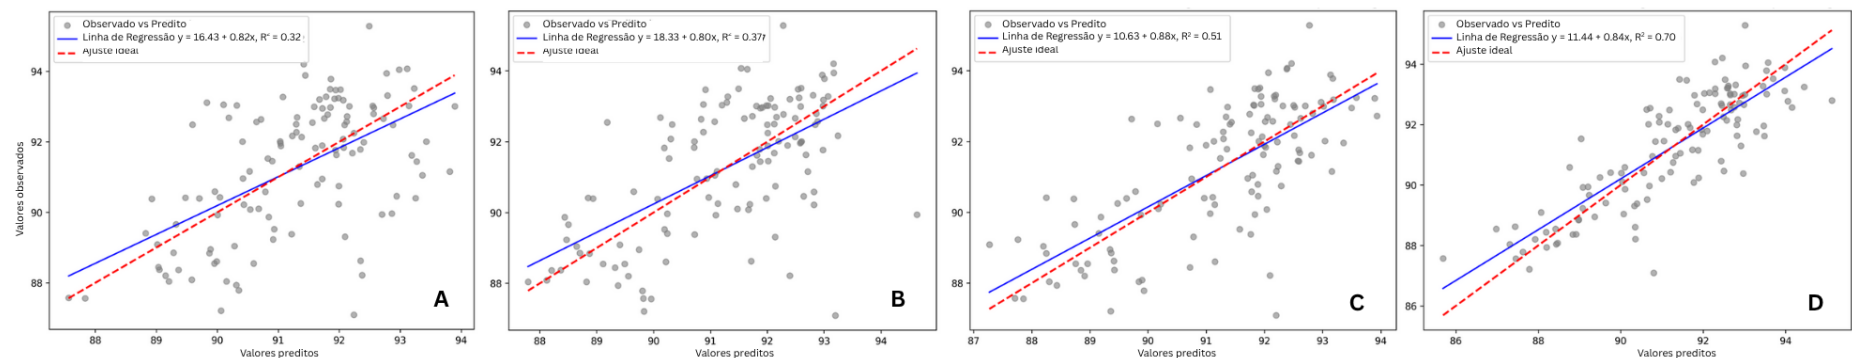 Observado vs Predito
Linha de Regressão y = 16.43 + 0.82x, R² = 0.32
Ajuste ideal
Valores observados
94
92
90
88
A
88 89 90 91 92 93 94
Valores preditos
Observado vs Predito
Linha de Regressão y = 18.33 + 0.80x, R² = 0.37
Ajuste ideal
94
92
90
88
B
88 89 90 91 92 93 94
Valores preditos
Observado vs Predito
Linha de Regressão y = 10.63 + 0.88x, R² = 0.51
Ajuste ideal
94
92
90
88
C
87 88 89 90 91 92 93 94
Valores preditos
Observado vs Predito
Linha de Regressão y = 11.44 + 0.84x, R² = 0.70
Ajuste ideal
94
92
90
88
86
D
86 88 90 92 94
Valores preditos